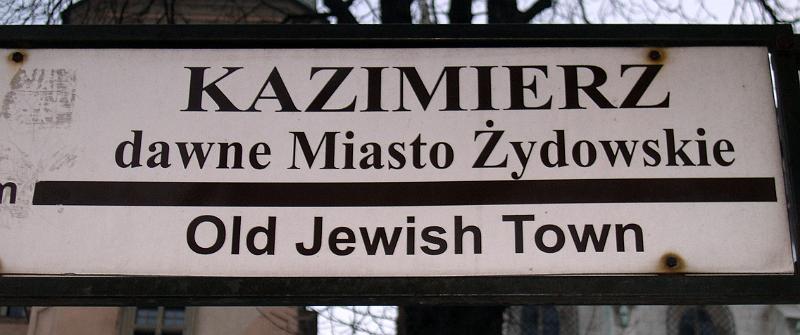 KAZIMIERZ
dawne Miasto Żydowskie
m
Old Jewish Town